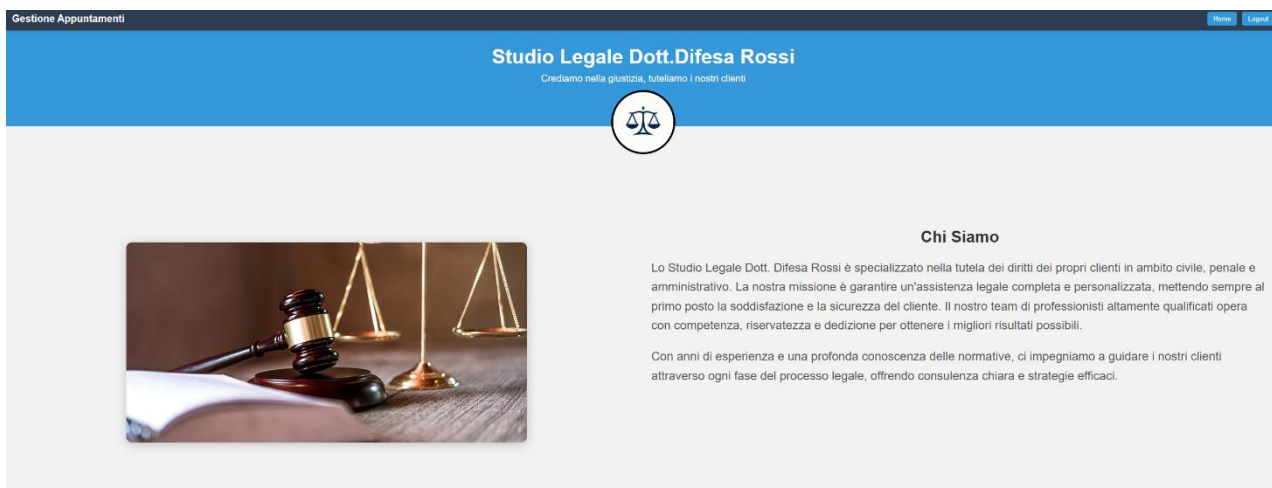 Gestione Appuntamenti
Home
Logout
Studio Legale Dott.Difesa Rossi
Crediamo nella giustizia, tuteliamo i nostri clienti
Chi Siamo
Lo Studio Legale Dott. Difesa Rossi è specializzato nella tutela dei diritti dei propri clienti in ambito civile, penale e
amministrativo. La nostra missione è garantire un'assistenza legale completa e personalizzata, mettendo sempre al
primo posto la soddisfazione e la sicurezza del cliente. Il nostro team di professionisti altamente qualificati opera
con competenza, riservatezza e dedizione per ottenere i migliori risultati possibili.
Con anni di esperienza e una profonda conoscenza delle normative, ci impegniamo a guidare i nostri clienti
attraverso ogni fase del processo legale, offrendo consulenza chiara e strategie efficaci.